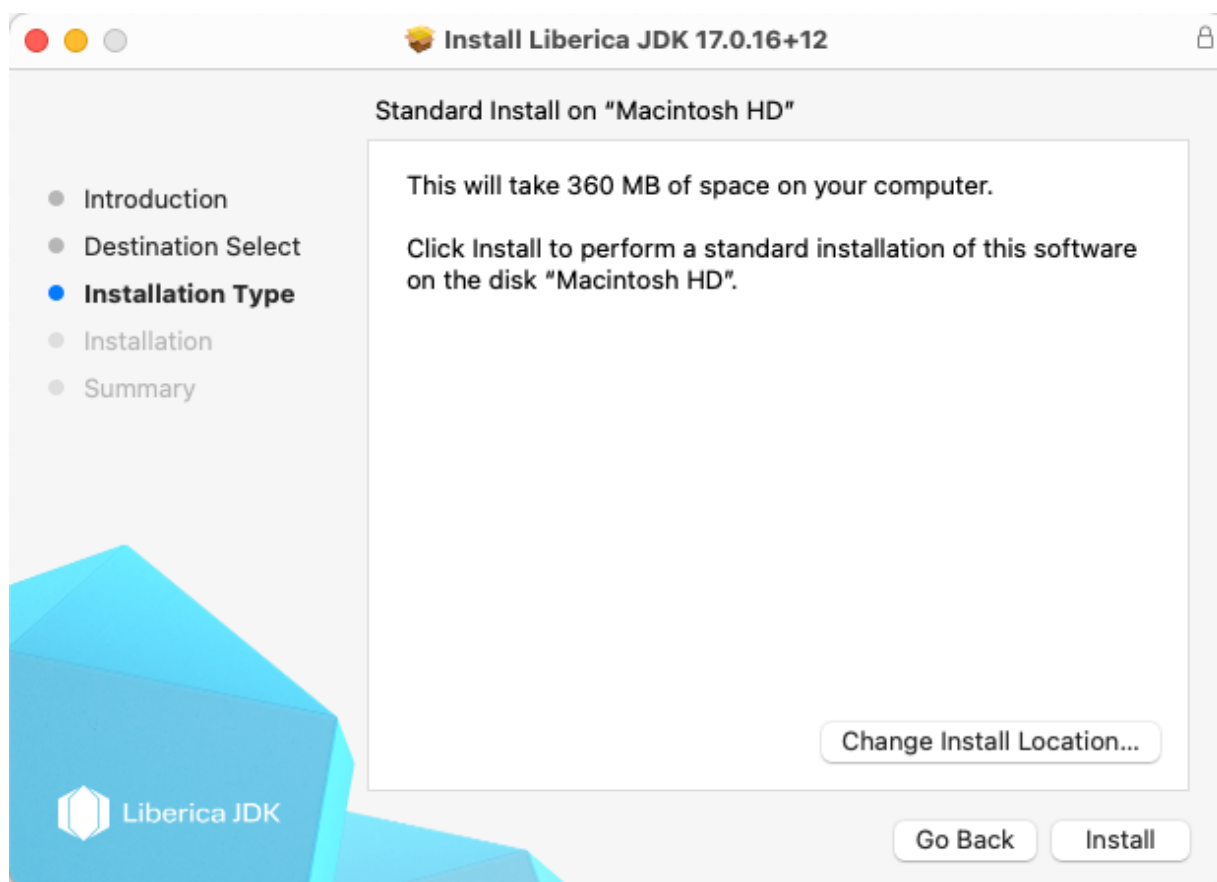 Install Liberica JDK 17.0.16+12
Standard Install on “Macintosh HD”
Introduction
Destination Select
Installation Type
Installation
Summary
This will take 360 MB of space on your computer.
Click Install to perform a standard installation of this software
on the disk “Macintosh HD”.
Change Install Location...
Liberica JDK
Go Back
Install